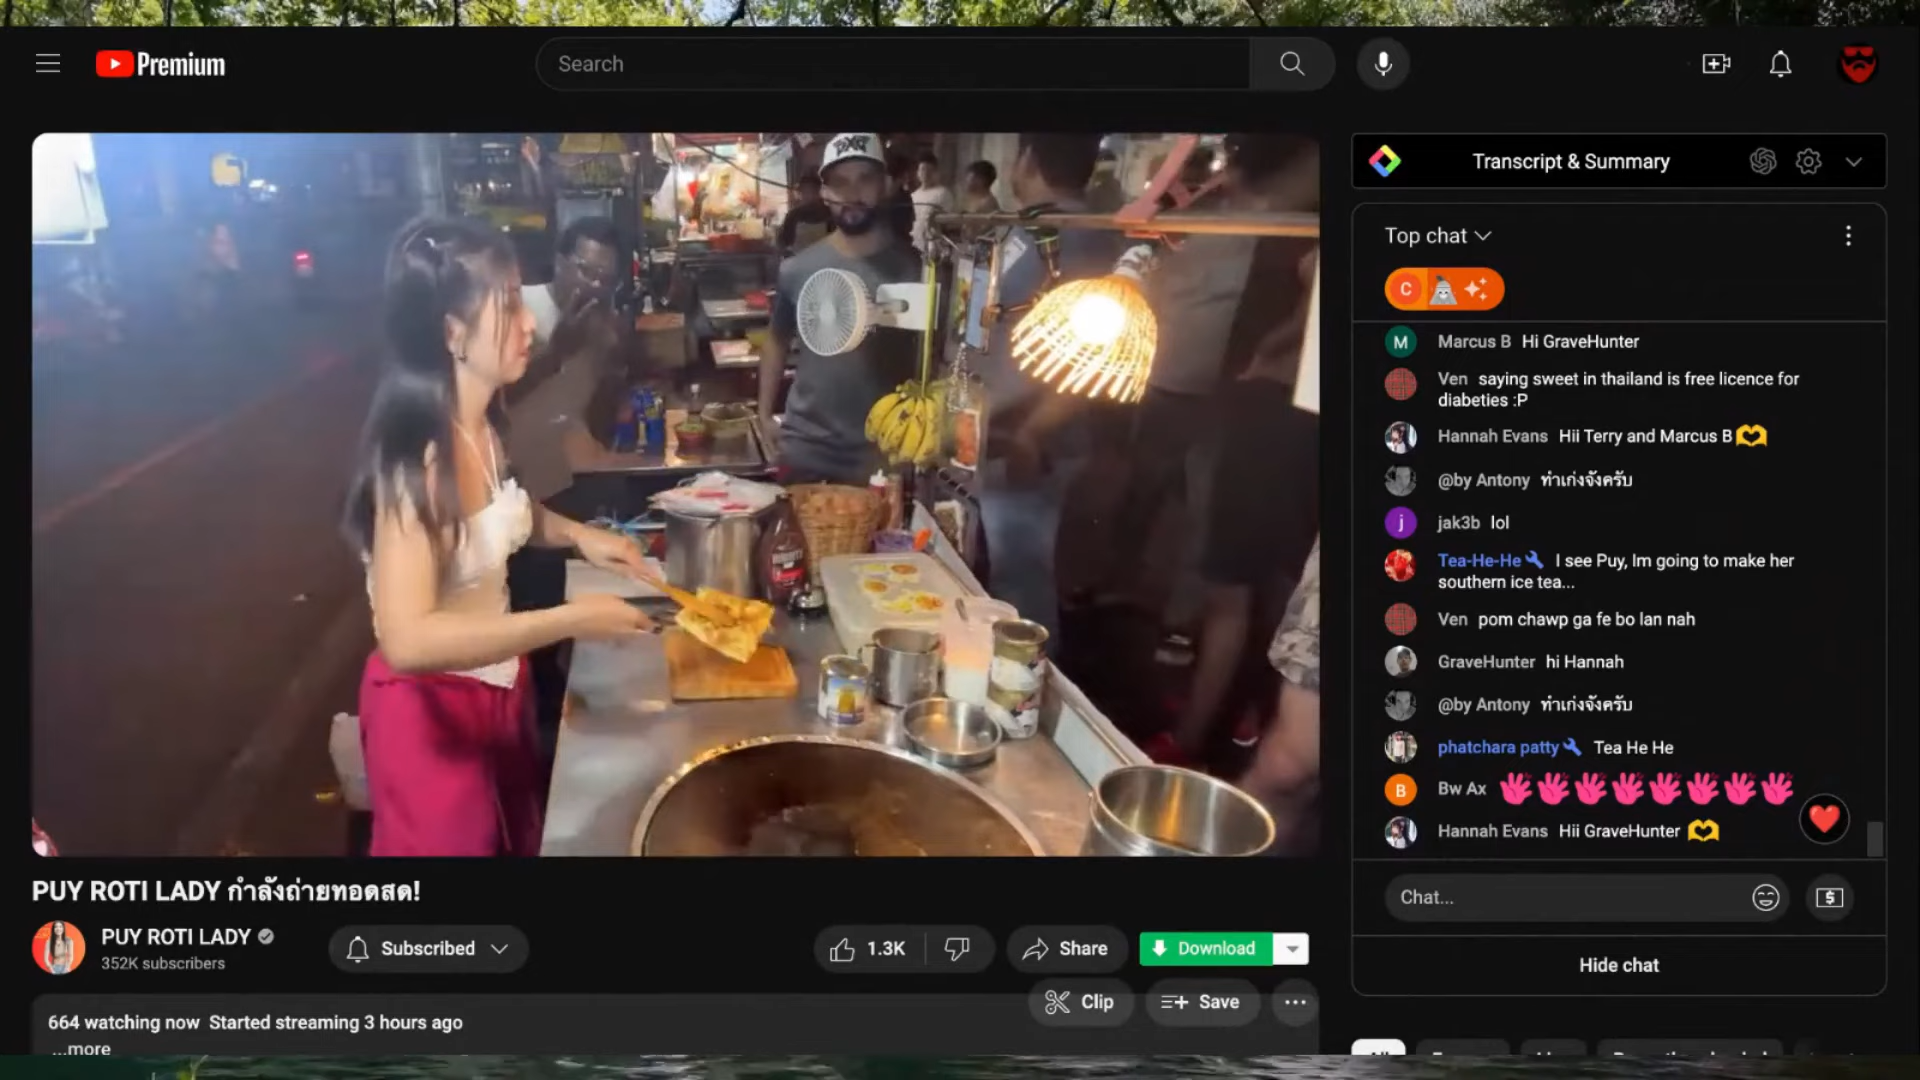 Premium
Search
Transcript & Summary
Top chat
C
M Marcus B Hi GraveHunter
Ven saying sweet in thailand is free licence for
diabeties :P
Hannah Evans Hii Terry and Marcus B
@by Antony ทำเก่งจังครับ
j jak3b lol
Tea-He-He I see Puy, Im going to make her
southern ice tea...
Ven pom chawp ga fe bo lan nah
GraveHunter hi Hannah
@by Antony ทำเก่งจังครับ
phatchara patty Tea He He
B Bw Ax
Hannah Evans Hii GraveHunter
Chat...
Hide chat
PUY ROTI LADY กำลังถ่ายทอดสด!
PUY ROTI LADY
352K subscribers
Subscribed
1.3K
Share
Download
Clip
Save
664 watching now Started streaming 3 hours ago
...more